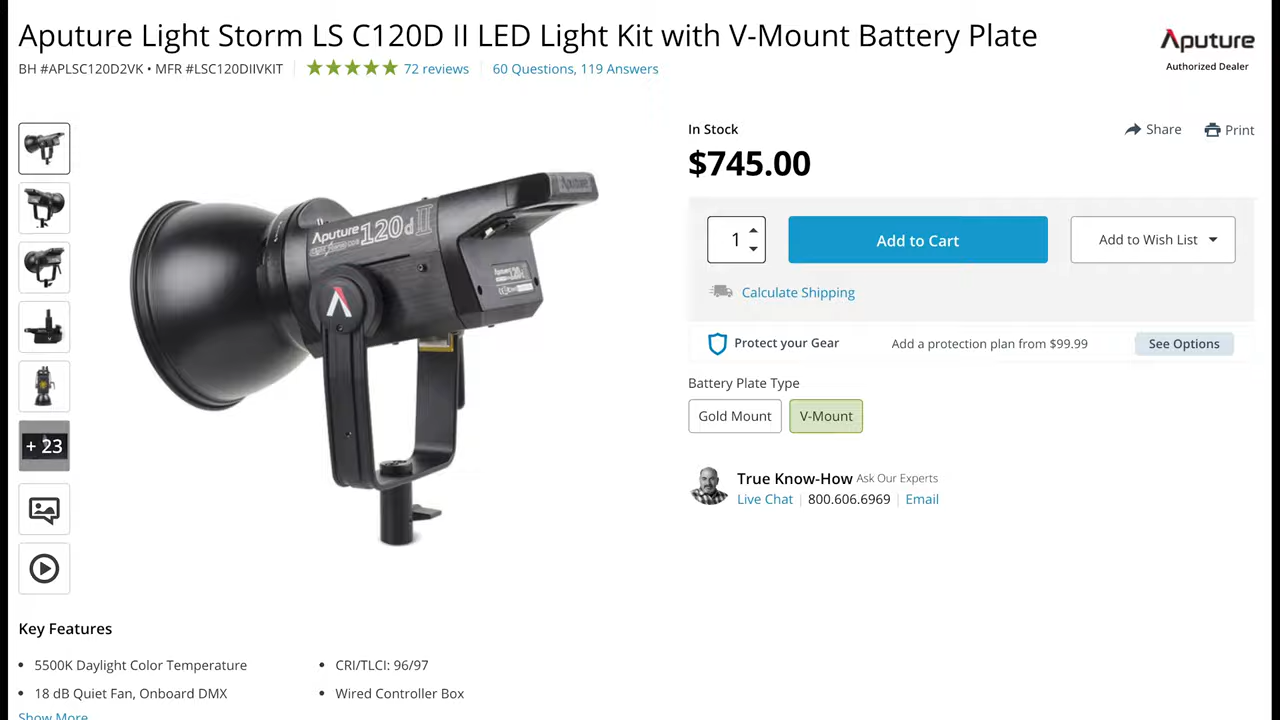 Aputure Light Storm LS C120D II LED Light Kit with V-Mount Battery Plate
BH #APLSC120D2VK • MFR #LSC120DIIVKIT
72 reviews
60 Questions, 119 Answers
Aputure
Authorized Dealer
In Stock
Share
Print
$745.00
1
Add to Cart
Add to Wish List
Calculate Shipping
Protect your Gear
Add a protection plan from $99.99
See Options
Battery Plate Type
Gold Mount
V-Mount
True Know-How Ask Our Experts
Live Chat | 800.606.6969 | Email
+ 23
Aputure
Aputure 120d II
Key Features
• 5500K Daylight Color Temperature
• 18 dB Quiet Fan, Onboard DMX
• CRI/TLCI: 96/97
• Wired Controller Box
Show More